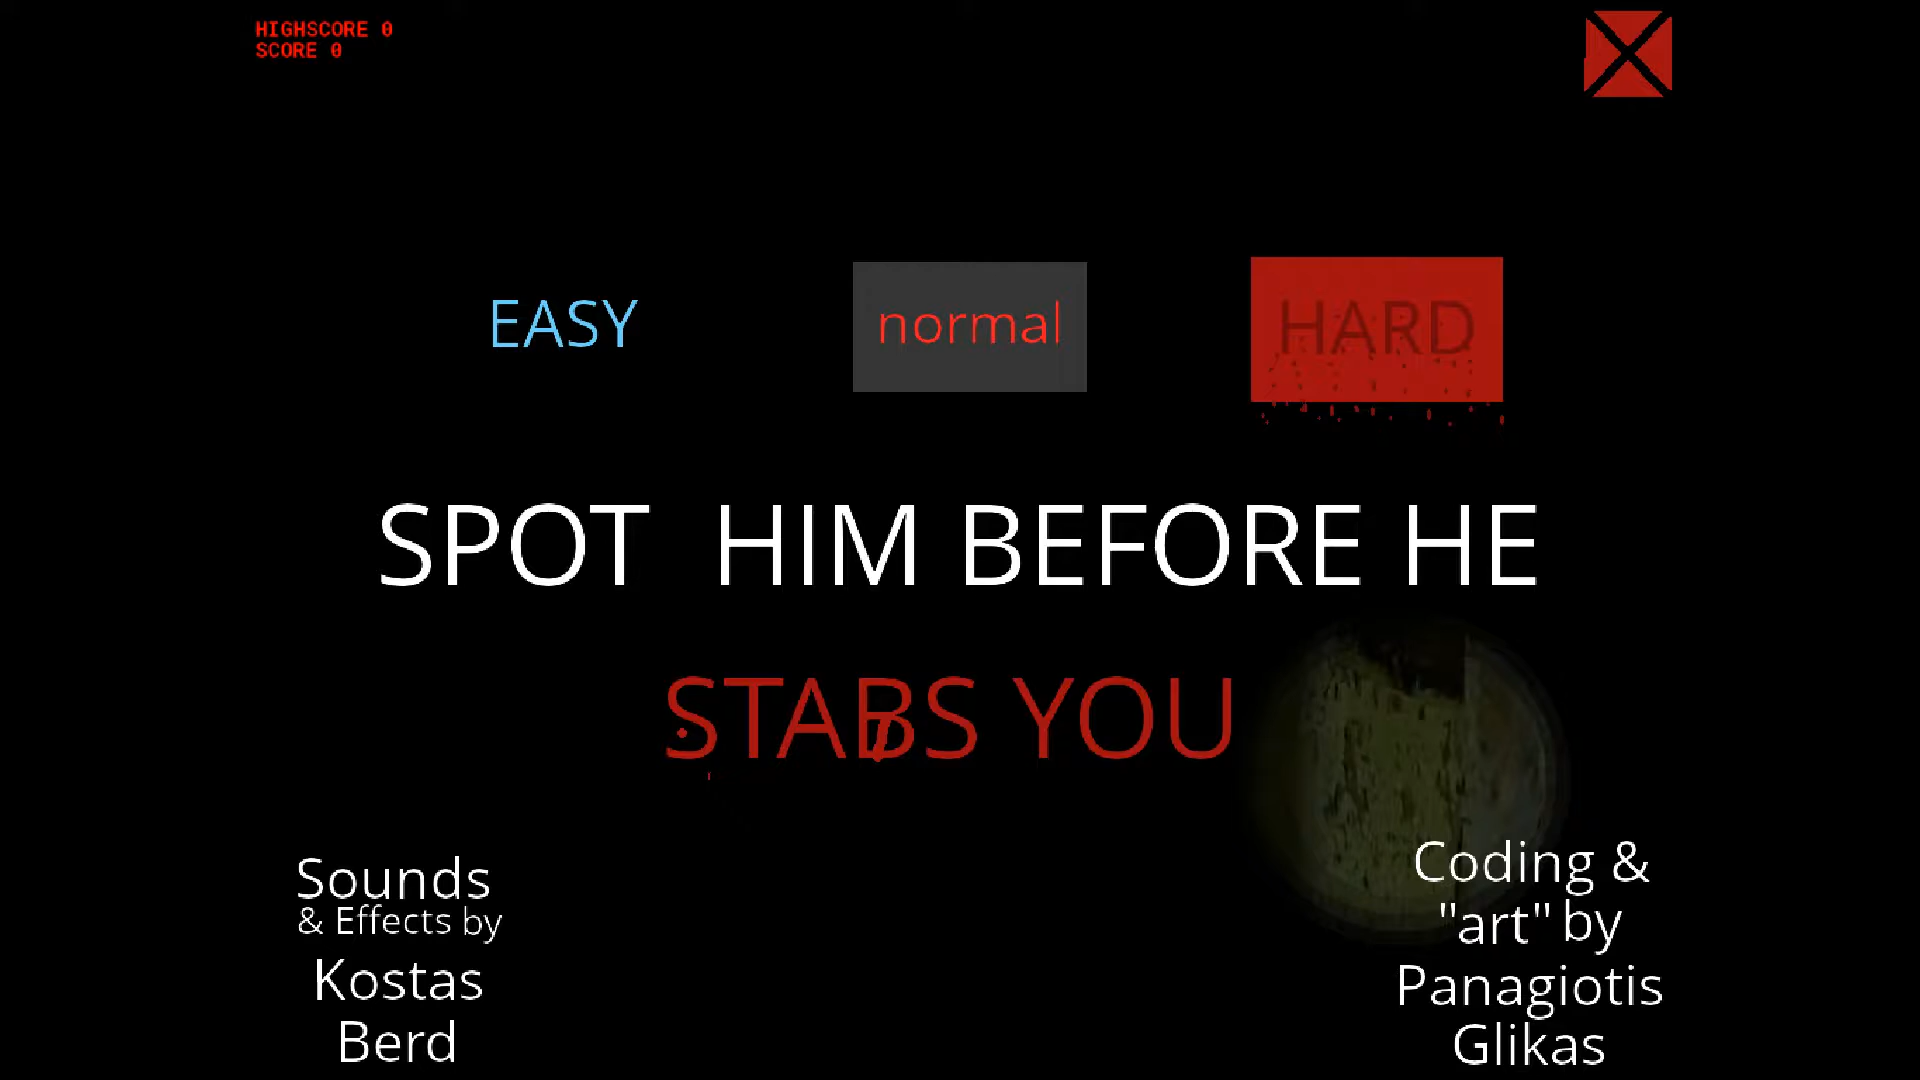 HIGHSCORE 0
SCORE 0
EASY
normal
HARD
SPOT HIM BEFORE HE
STABS YOU
Sounds
& Effects by
Kostas
Berd
Coding &
"art" by
Panagiotis
Glikas